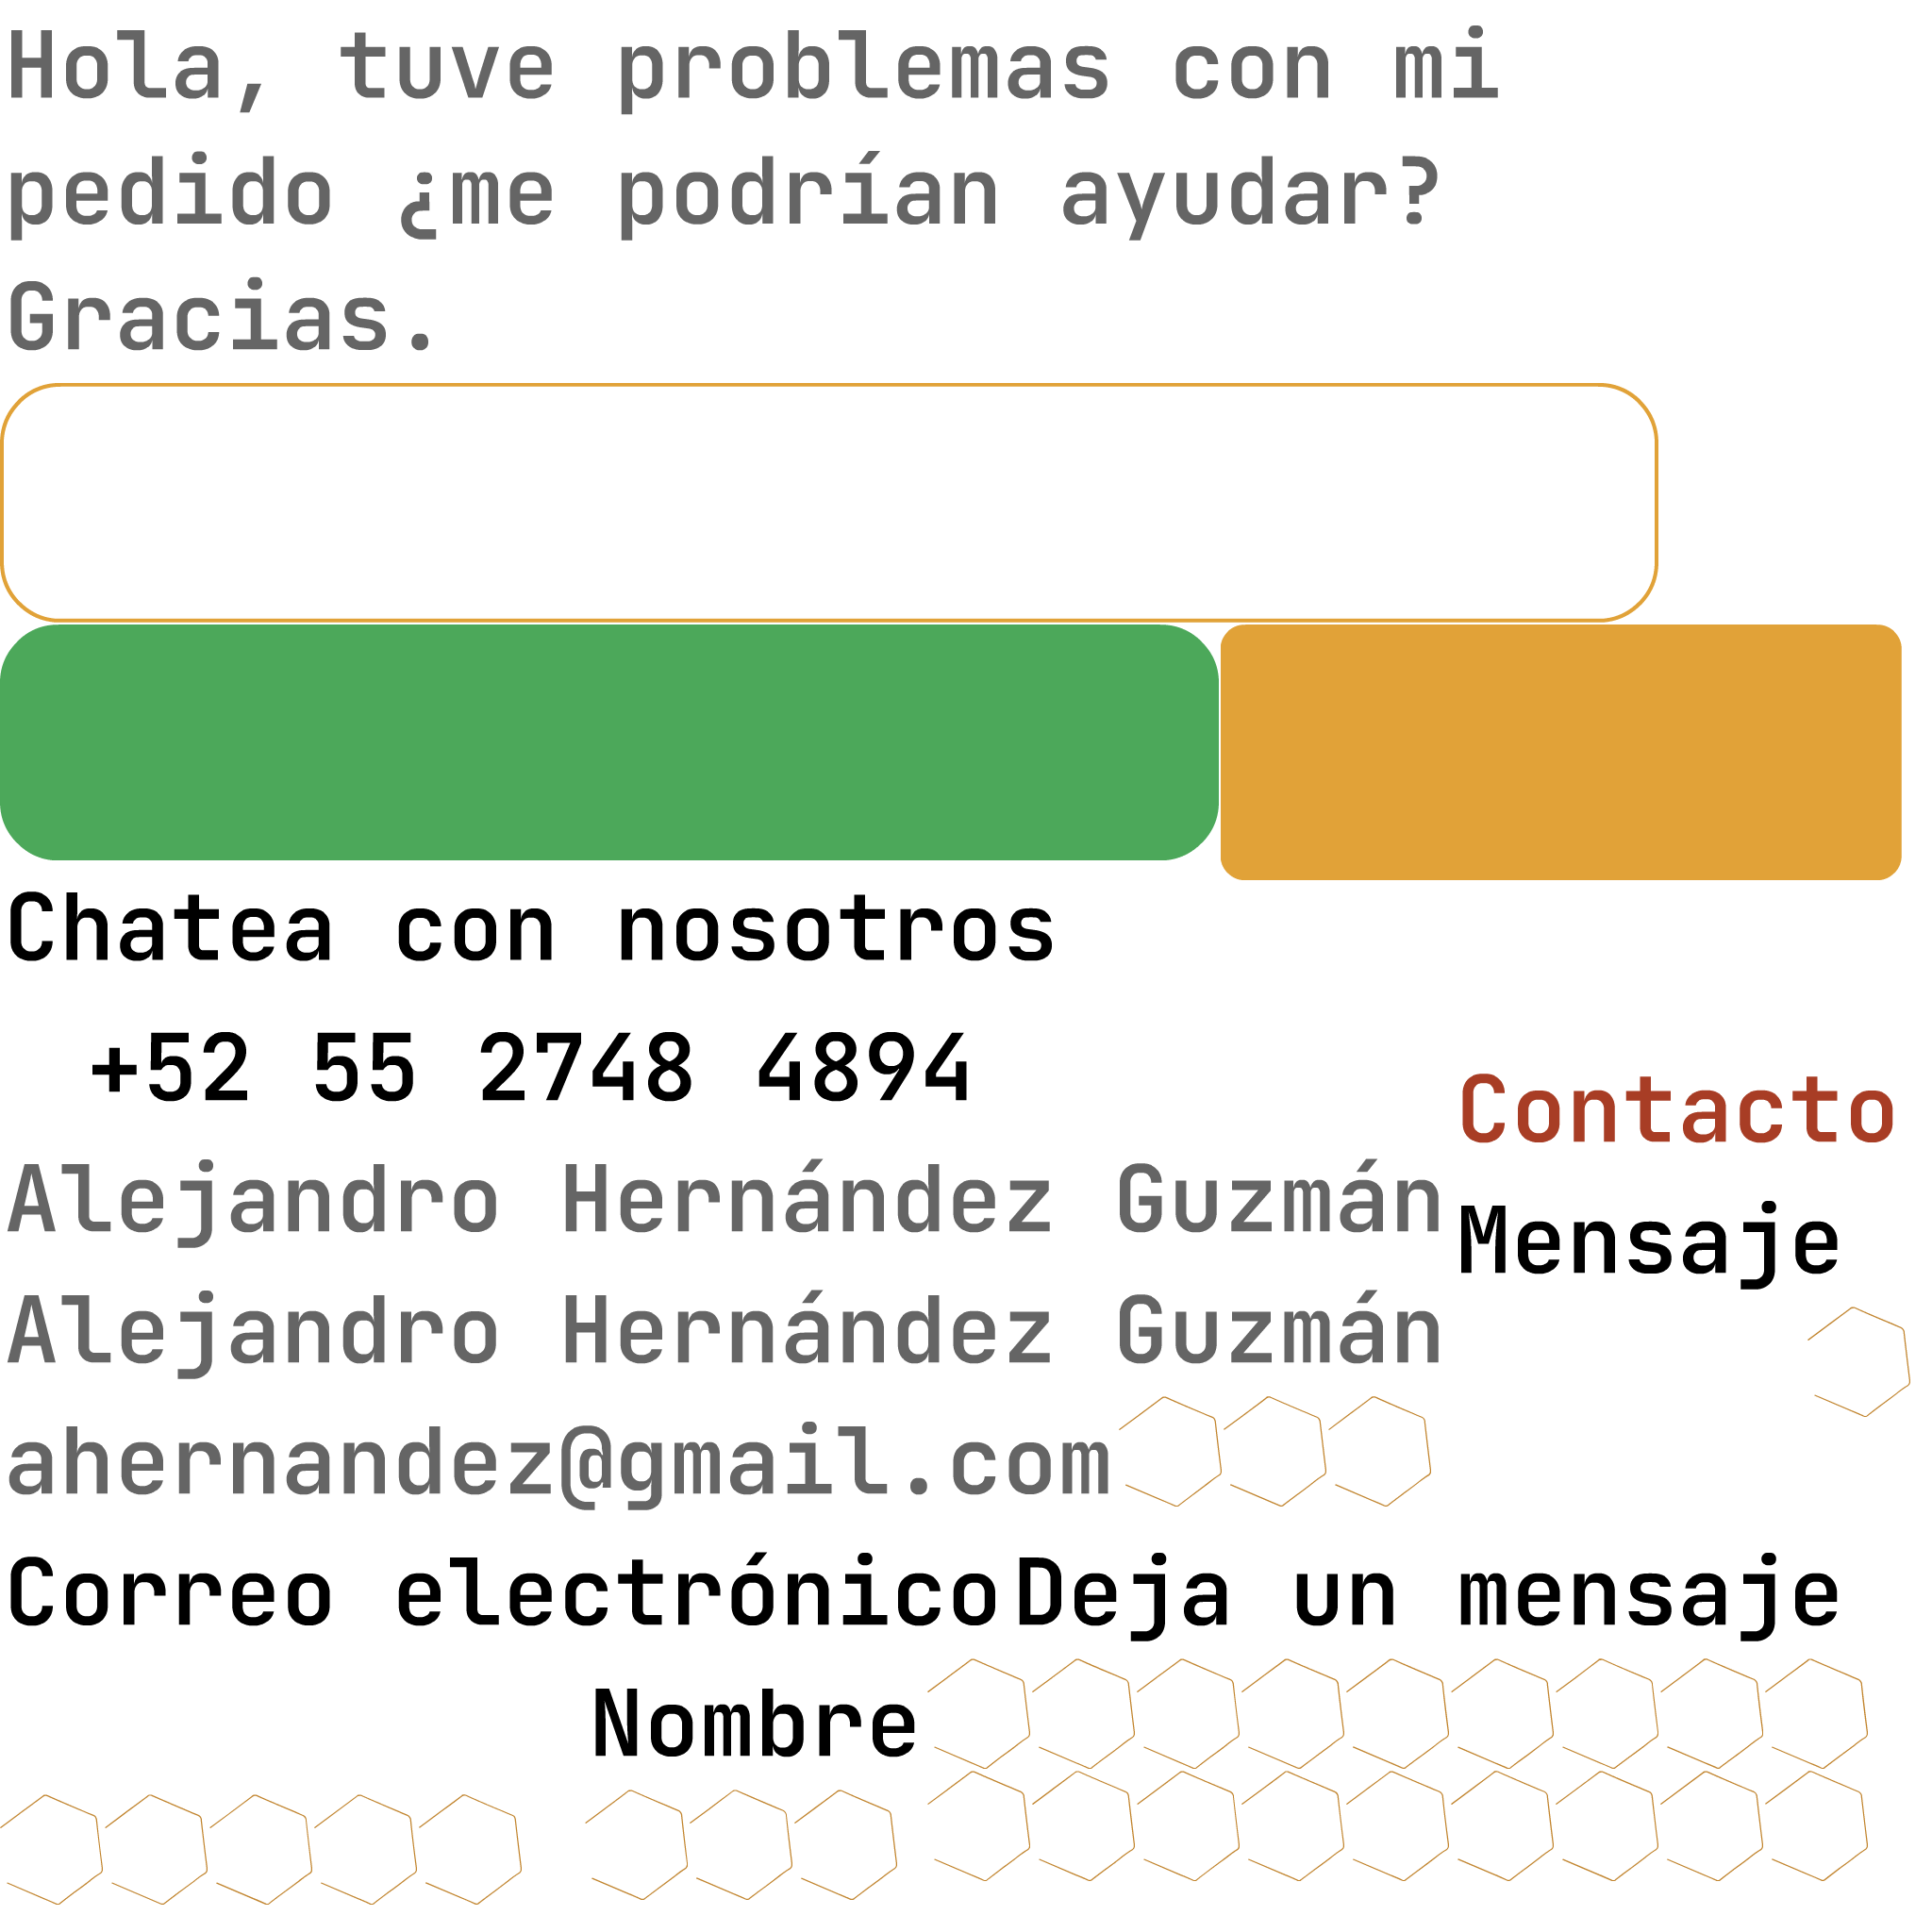 Hola, tuve problemas con mi
pedido ¿me podrían ayudar?
Gracias.
Chatea con nosotros
+52 55 2748 4894
Contacto
Alejandro Hernández Guzmán
Mensaje
Alejandro Hernández Guzmán
ahernandez@gmail.com
Correo electrónico
Deja un mensaje
Nombre